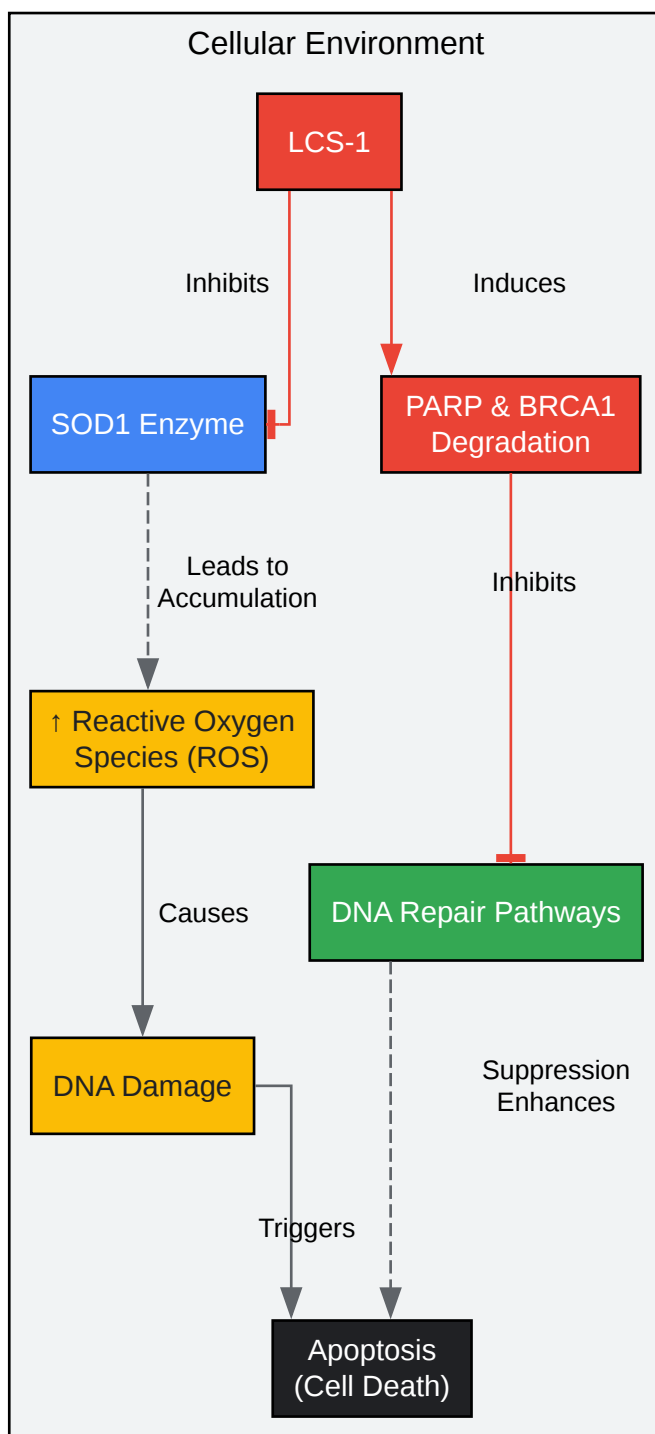 Cellular Environment
LCS-1
Inhibits
Induces
SOD1 Enzyme
PARP & BRCA1
Degradation
Leads to
Accumulation
Inhibits
↑ Reactive Oxygen
Species (ROS)
Causes
DNA Repair Pathways
DNA Damage
Suppression
Enhances
Triggers
Apoptosis
(Cell Death)